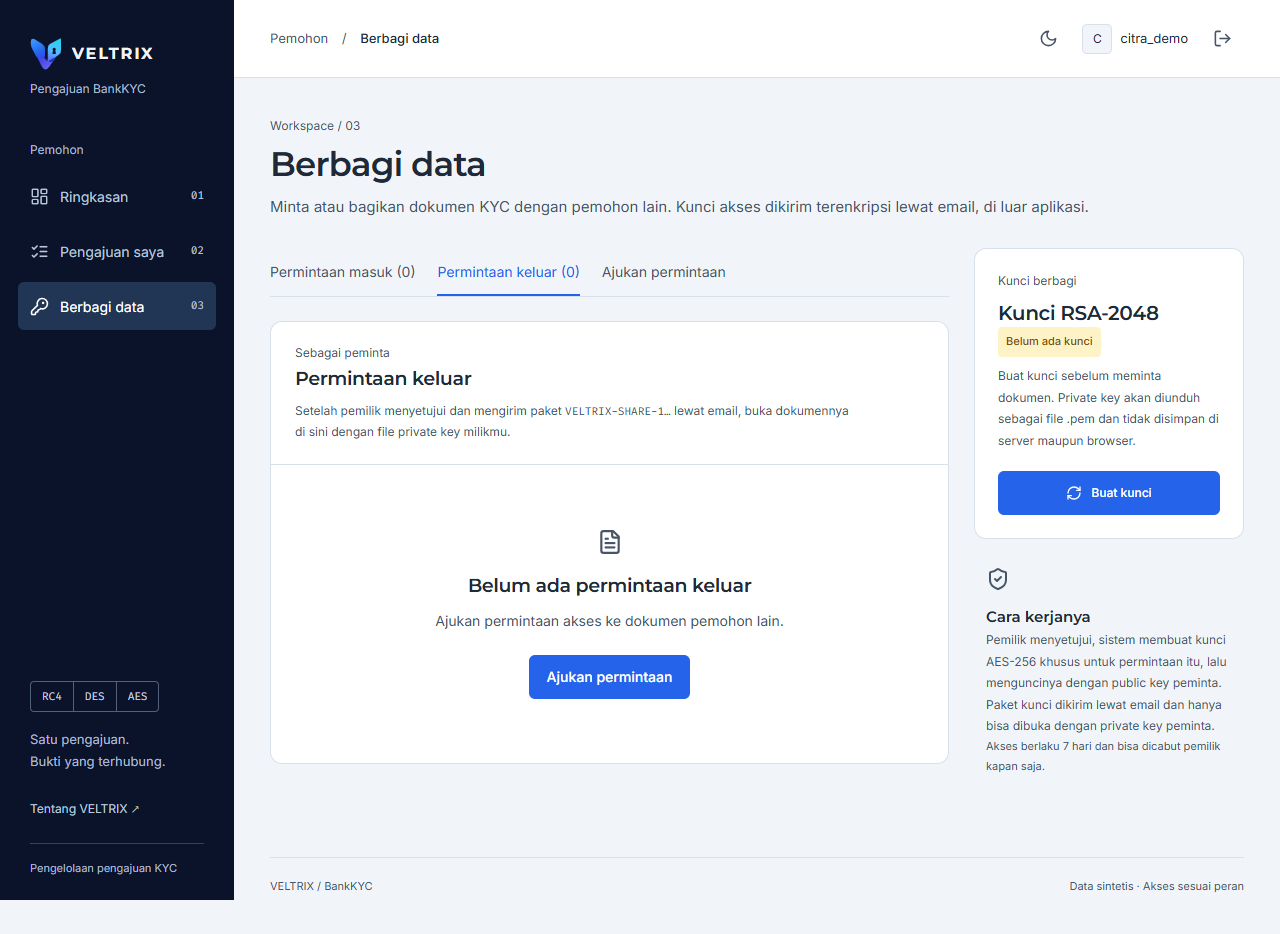 VELTRIX
Pengajuan BankKYC
Pemohon
Ringkasan 01
Pengajuan saya 02
Berbagi data 03
RC4 DES AES
Satu pengajuan.
Bukti yang terhubung.
Tentang VELTRIX ↗
Pengelolaan pengajuan KYC
Pemohon / Berbagi data
C citra_demo
Workspace / 03
Berbagi data
Minta atau bagikan dokumen KYC dengan pemohon lain. Kunci akses dikirim terenkripsi lewat email, di luar aplikasi.
Permintaan masuk (0) Permintaan keluar (0) Ajukan permintaan
Sebagai peminta
Permintaan keluar
Setelah pemilik menyetujui dan mengirim paket VELTRIX-SHARE-1… lewat email, buka dokumennya
di sini dengan file private key milikmu.
Belum ada permintaan keluar
Ajukan permintaan akses ke dokumen pemohon lain.
Ajukan permintaan
Kunci berbagi
Kunci RSA-2048
Belum ada kunci
Buat kunci sebelum meminta
dokumen. Private key akan diunduh
sebagai file .pem dan tidak disimpan di
server maupun browser.
Buat kunci
Cara kerjanya
Pemilik menyetujui, sistem membuat kunci
AES-256 khusus untuk permintaan itu, lalu
menguncinya dengan public key peminta.
Paket kunci dikirim lewat email dan hanya
bisa dibuka dengan private key peminta.
Akses berlaku 7 hari dan bisa dicabut pemilik
kapan saja.
VELTRIX / BankKYC
Data sintetis · Akses sesuai peran